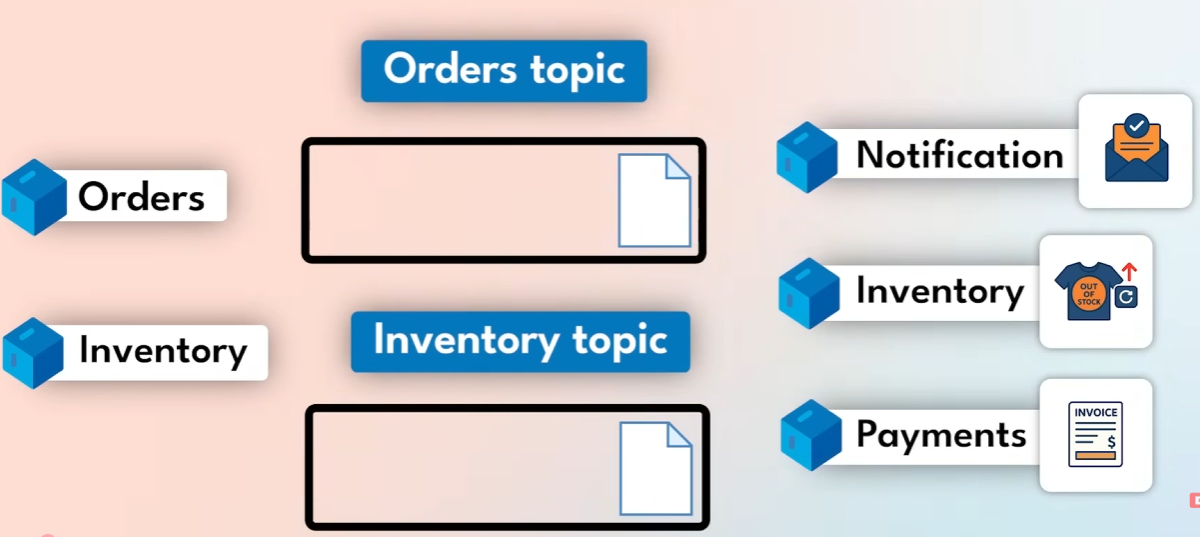 Orders topic
Orders
Inventory
Inventory topic
Notification
Inventory
OUT
OF
STOCK
Payments
INVOICE
$